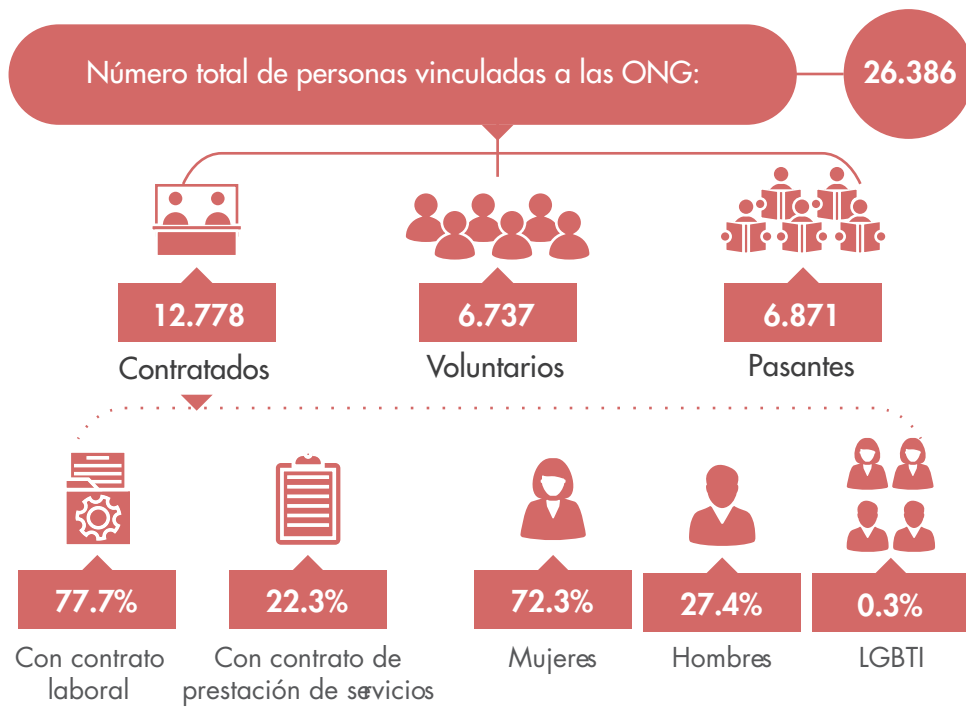 Número total de personas vinculadas a las ONG:
26.386
12.778
6.737
6.871
Contratados
Voluntarios
Pasantes
77.7%
22.3%
72.3%
27.4%
0.3%
Con contrato
laboral
Con contrato de
prestación de servicios
Mujeres
Hombres
LGBTI